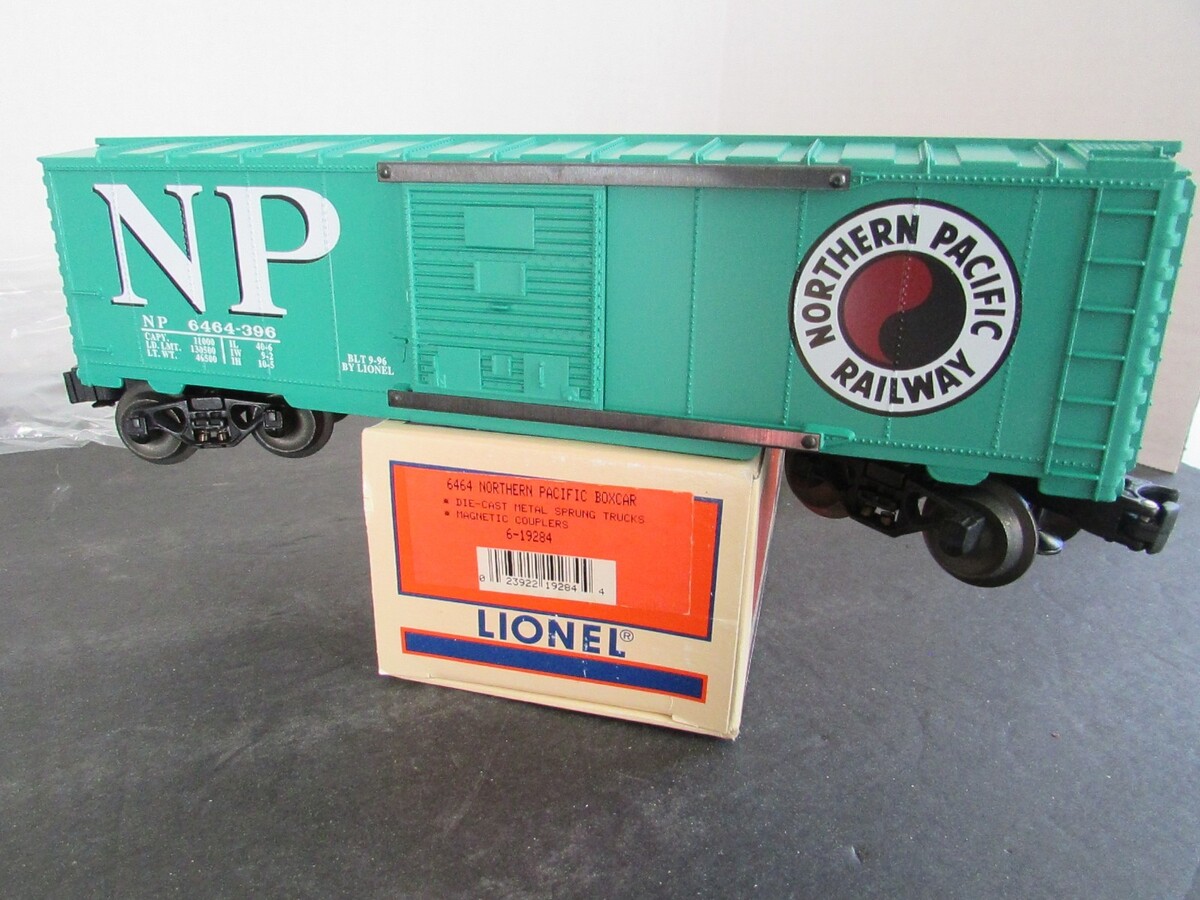 NP
NP 6464-396
CAPY. 11000 IL 40-6
LD. LMT. 130500 IW 9-2
LT. WT. 46500 IH 10-5
BLT 9-96
BY LIONEL
NORTHERN PACIFIC
RAILWAY
6464 NORTHERN PACIFIC BOXCAR
DIE-CAST METAL SPRUNG TRUCKS
MAGNETIC COUPLERS
6-19284
0 23922 19284 4
LIONEL®